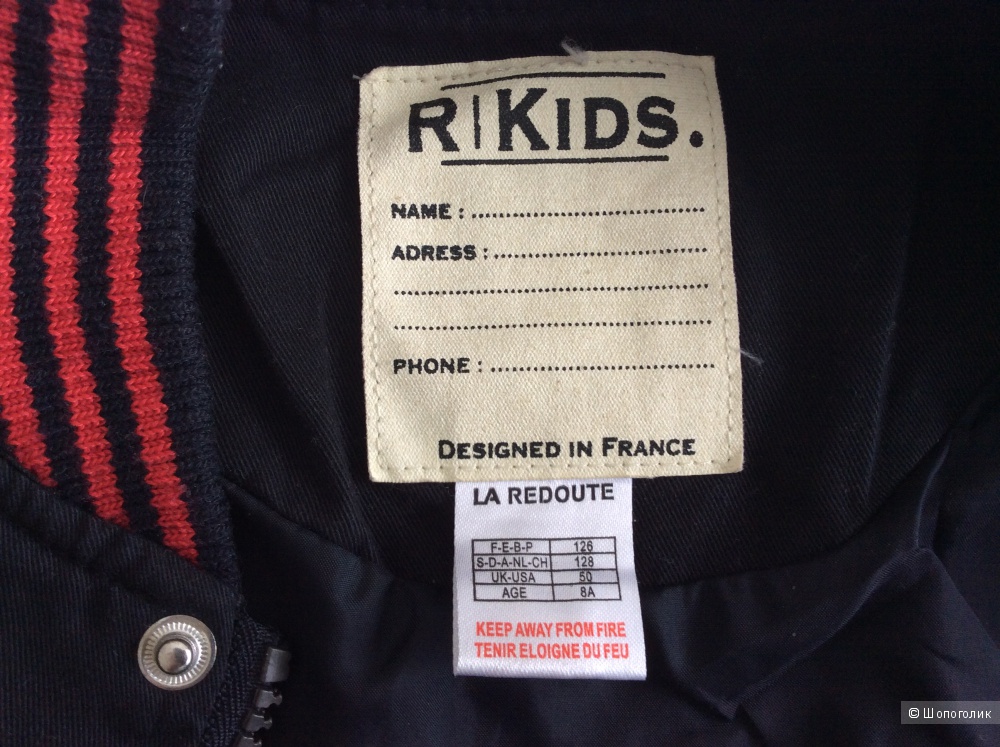 R|KIDS.
NAME : ........................................
ADRESS : ....................................
......................................................
......................................................
PHONE : ......................................
DESIGNED IN FRANCE
LA REDOUTE
F-E-B-P 126
S-D-A-NL-CH 128
UK-USA 50
AGE 8A
KEEP AWAY FROM FIRE
TENIR ELOIGNE DU FEU
© Шопоголик